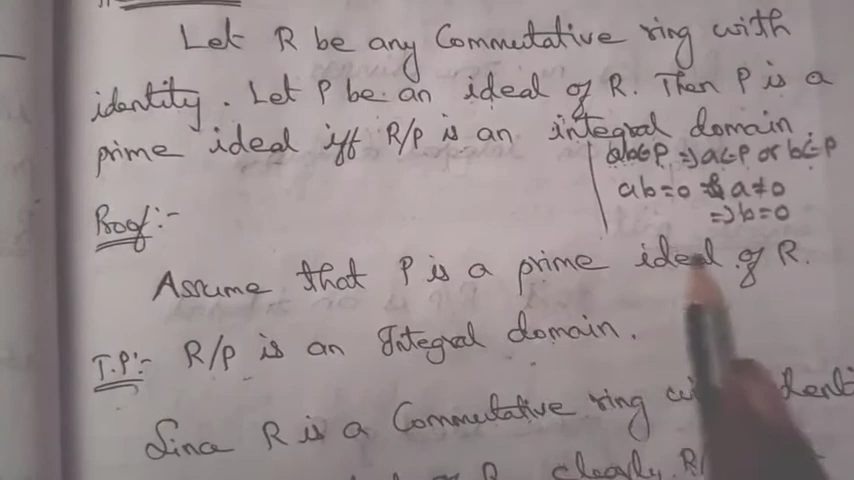 Let R be any Commutative ring with
identity. Let P be an ideal of R. Then P is a
prime ideal iff R/P is an integral domain.
ab∈P ⇒ a∈P or b∈P
ab=0 & a≠0
⇒ b=0
Proof:-
Assume that P is a prime ideal of R.
T.P:- R/P is an Integral domain.
Since R is a Commutative ring
R clearly R/